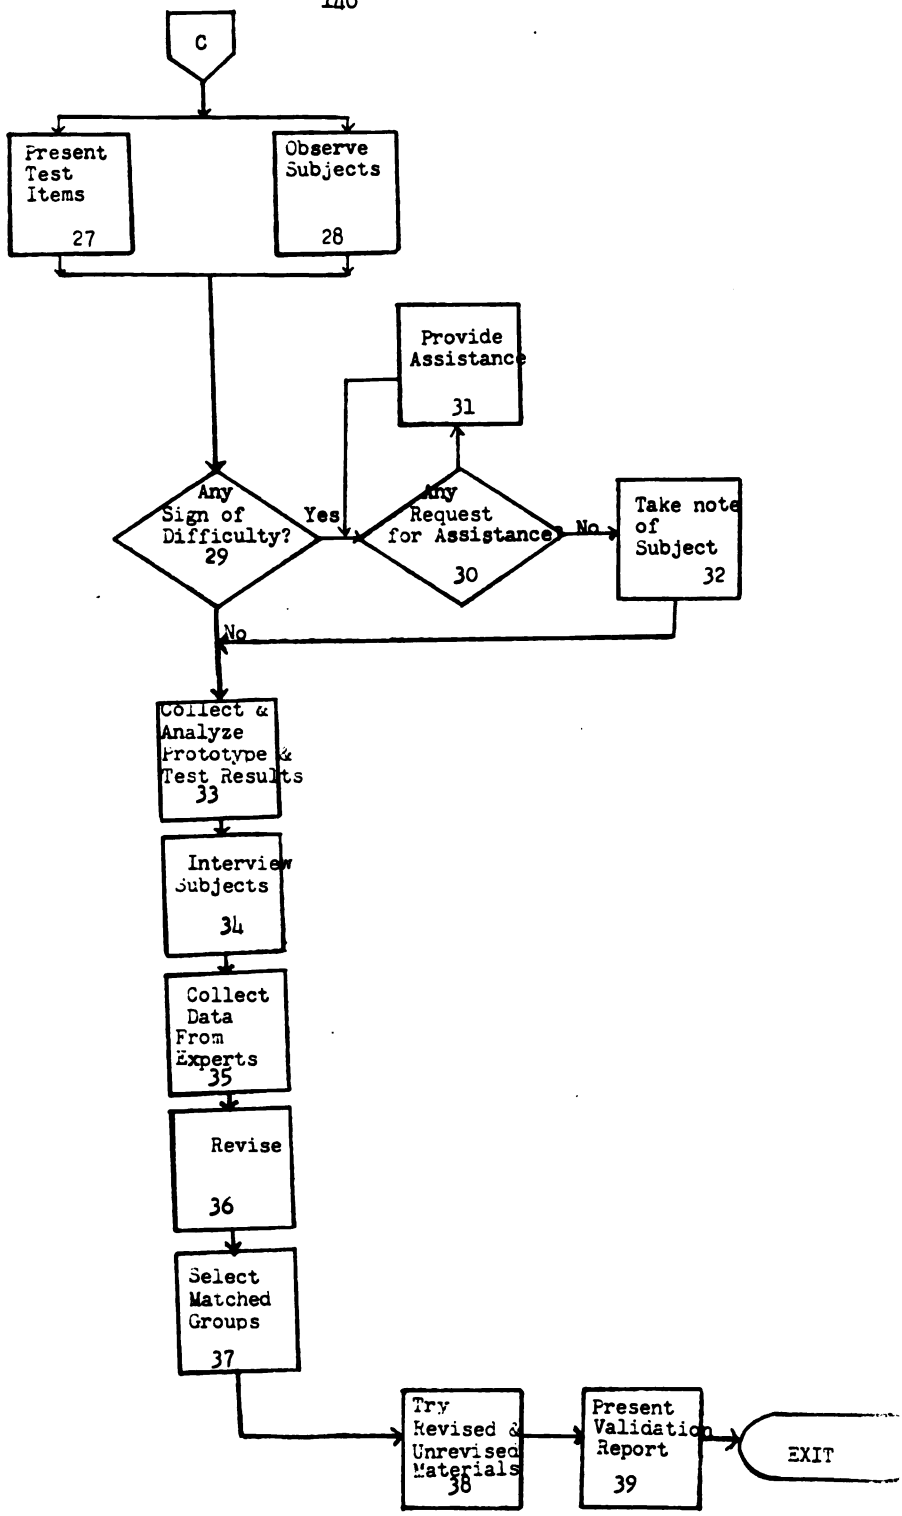 140
C
Present
Test
Items
27
Observe
Subjects
28
Provide
Assistance
31
Any
Sign of
Difficulty?
29
Yes
Any
Request
for Assistance?
30
No
Take note
of
Subject
32
No
Collect &
Analyze
Prototype &
Test Results
33
Interview
Subjects
34
Collect
Data
From
Experts
35
Revise
36
Select
Matched
Groups
37
Try
Revised &
Unrevised
Materials
38
Present
Validation
Report
39
EXIT